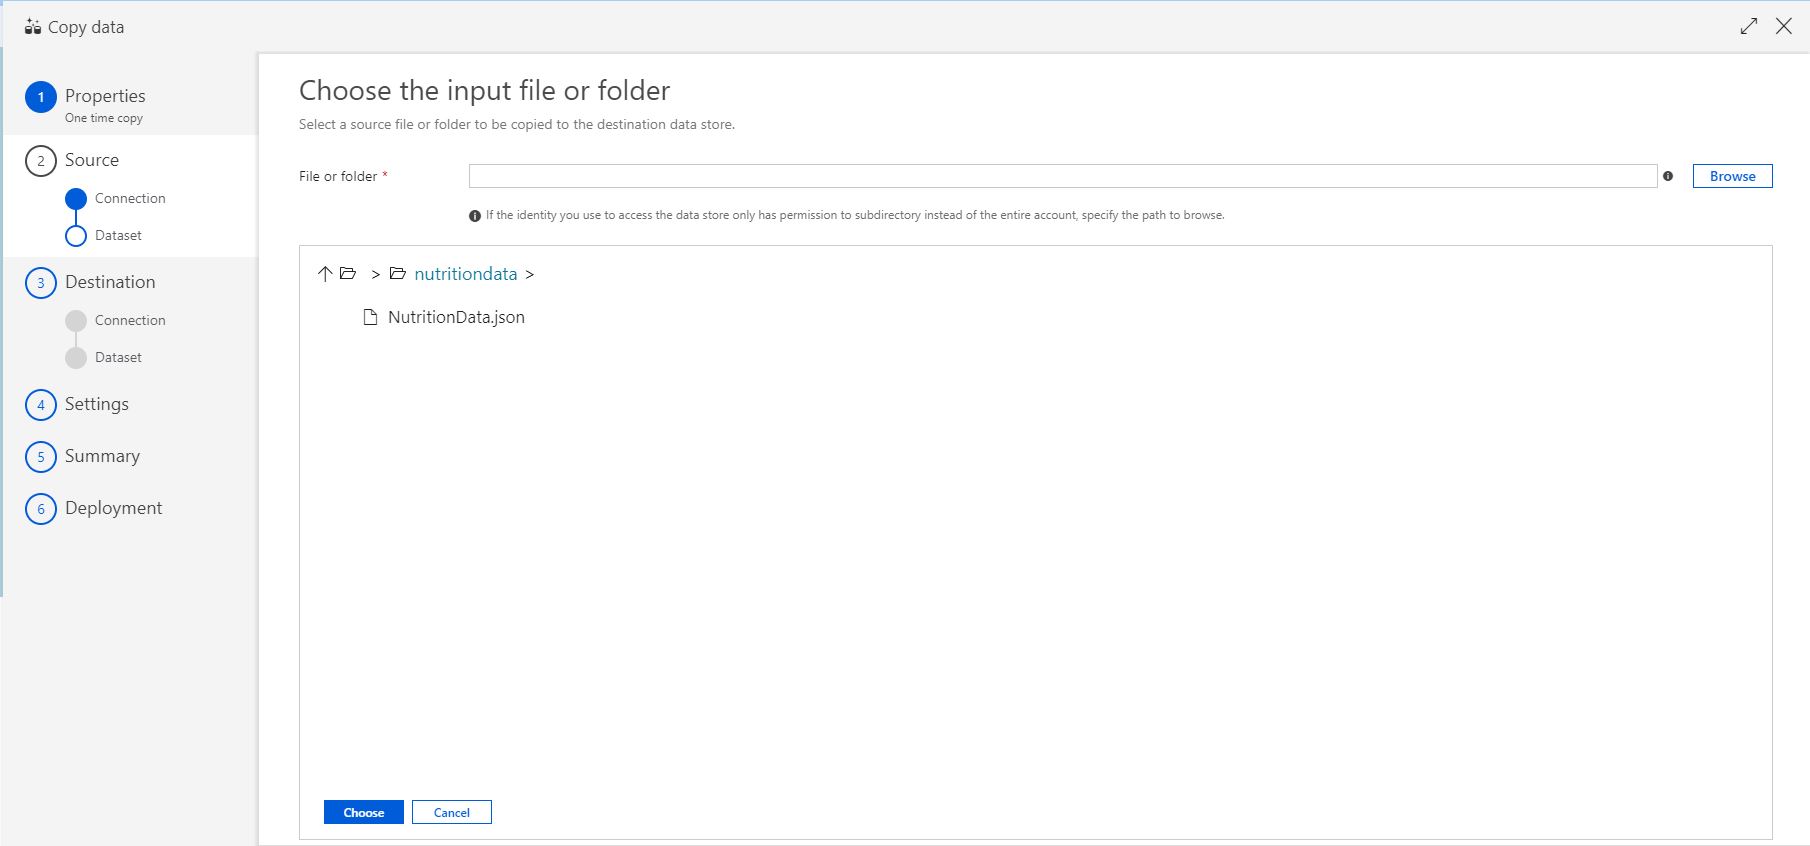 Copy data
1 Properties
One time copy
2 Source
Connection
Dataset
3 Destination
Connection
Dataset
4 Settings
5 Summary
6 Deployment
Choose the input file or folder
Select a source file or folder to be copied to the destination data store.
File or folder *
Browse
If the identity you use to access the data store only has permission to subdirectory instead of the entire account, specify the path to browse.
> nutritiondata >
NutritionData.json
Choose Cancel